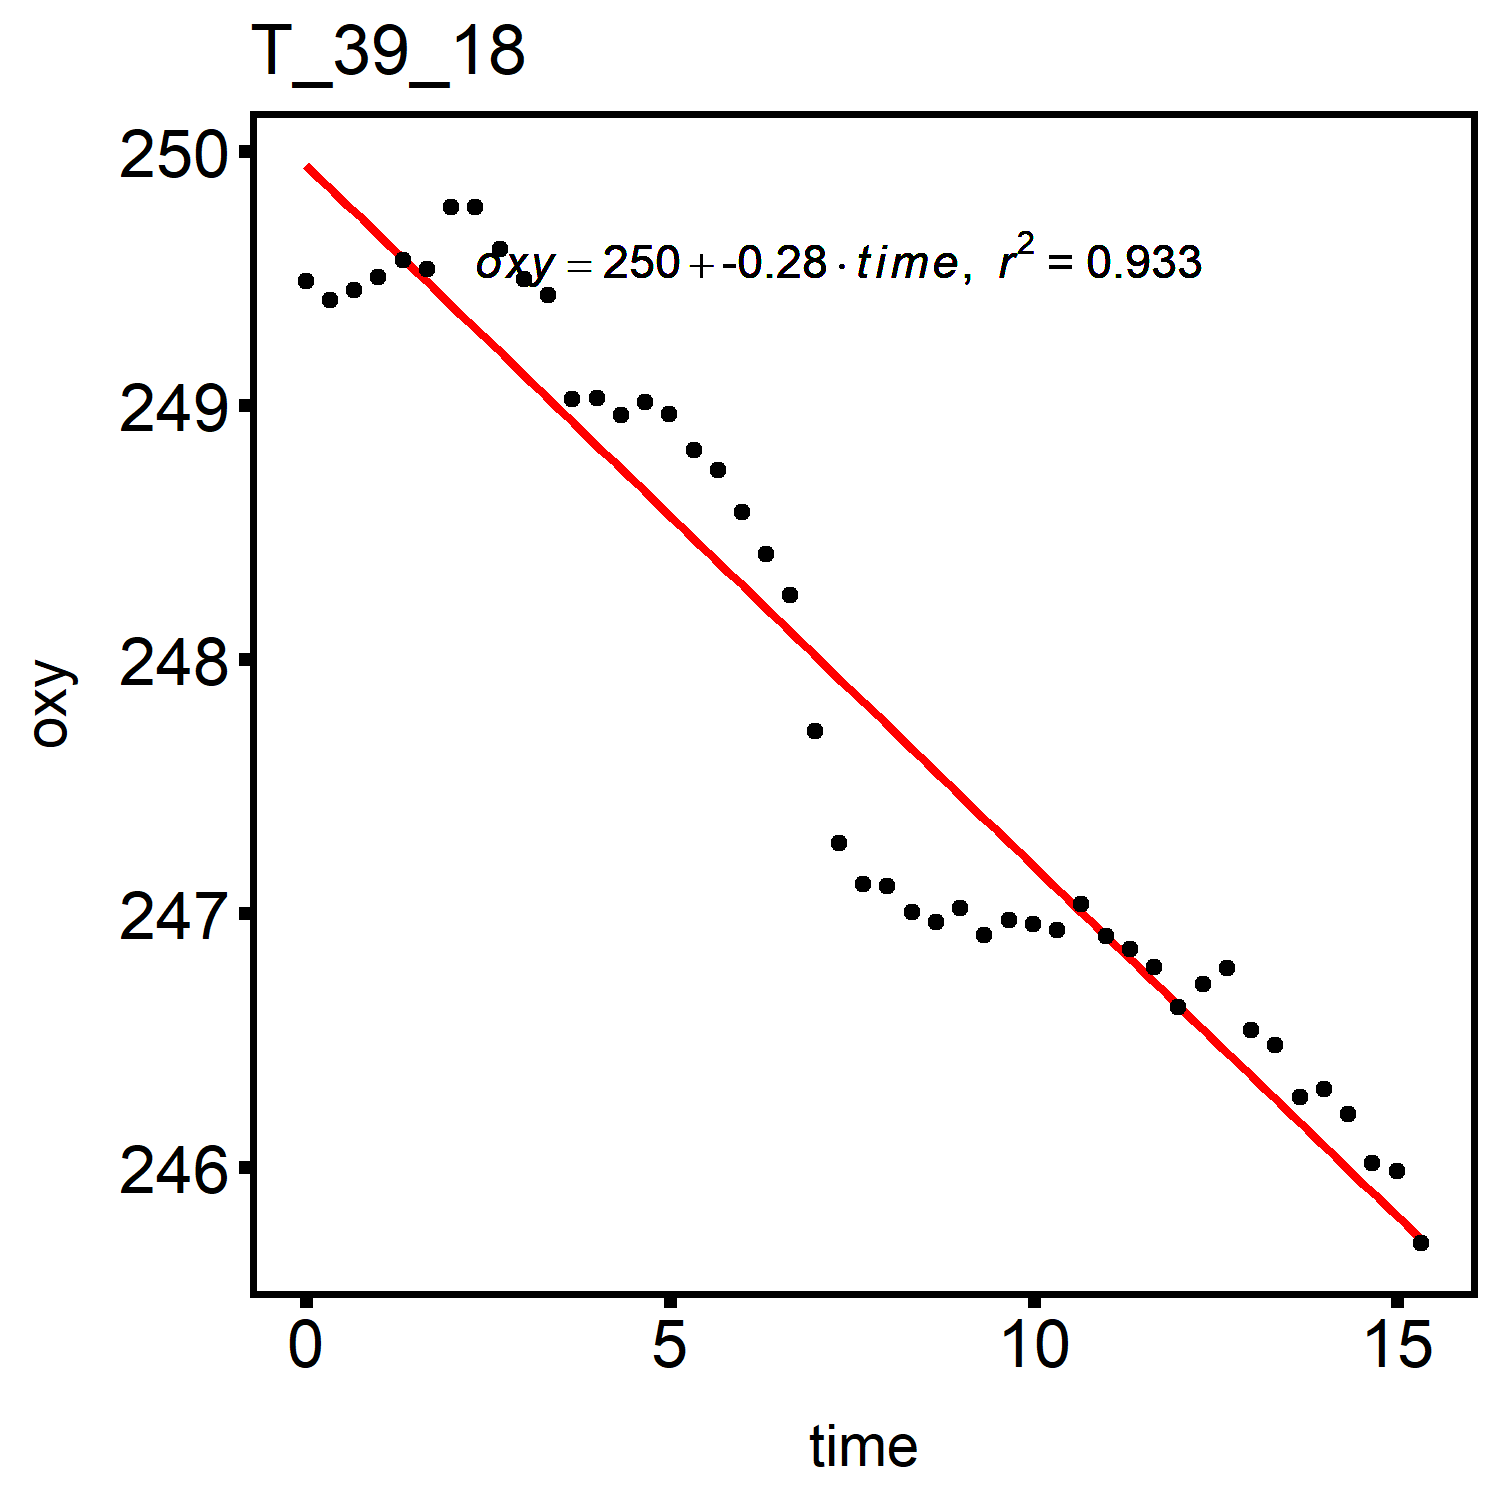 T_39_18
250
oxy = 250 + -0.28 · time, r² = 0.933
249
248
oxy
247
246
0 5 10 15
time